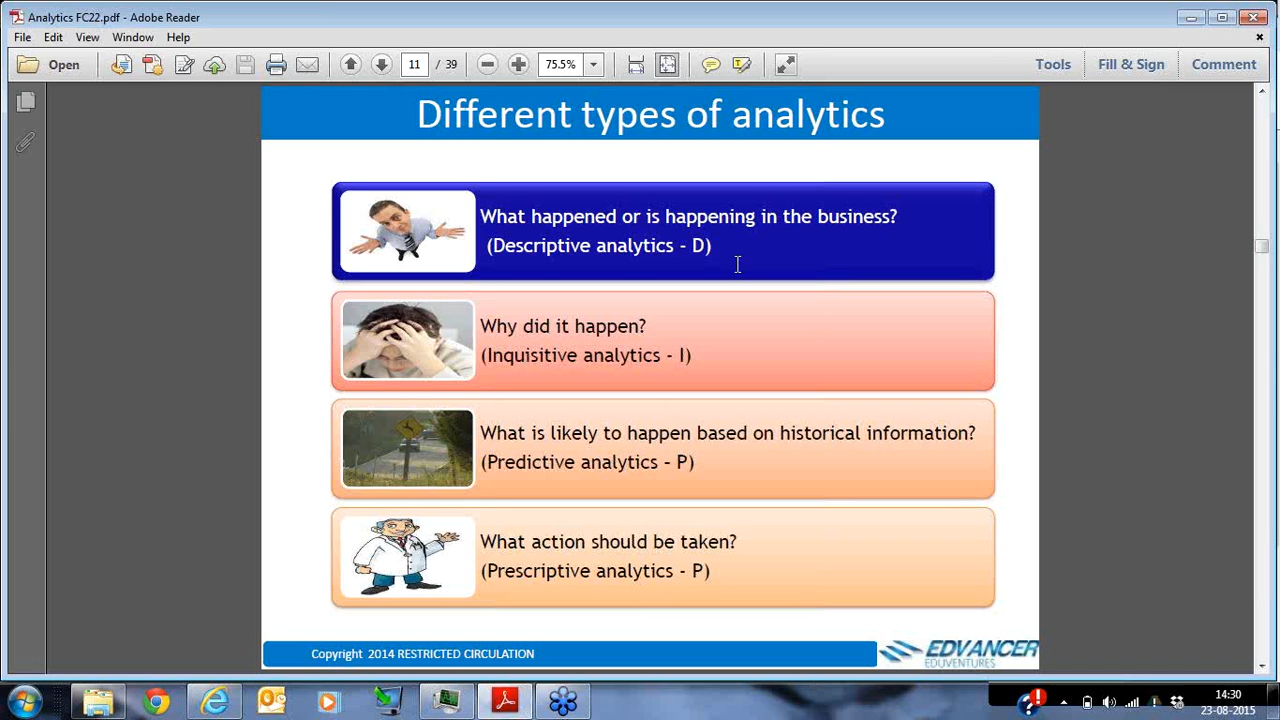 Analytics FC22.pdf - Adobe Reader
File Edit View Window Help
Open 11 / 39 75.5% Tools Fill & Sign Comment
Different types of analytics
What happened or is happening in the business?
(Descriptive analytics - D)
Why did it happen?
(Inquisitive analytics - I)
What is likely to happen based on historical information?
(Predictive analytics – P)
What action should be taken?
(Prescriptive analytics - P)
Copyright 2014 RESTRICTED CIRCULATION
EDVANCER
EDUVENTURES
14:30
23-08-2015